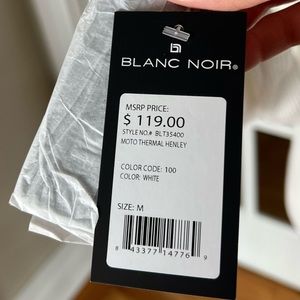 BLANC NOIR®
MSRP PRICE:
$ 119.00
STYLE NO.# BLT35400
MOTO THERMAL HENLEY
COLOR CODE: 100
COLOR: WHITE
SIZE: M
8 43377 14776 9